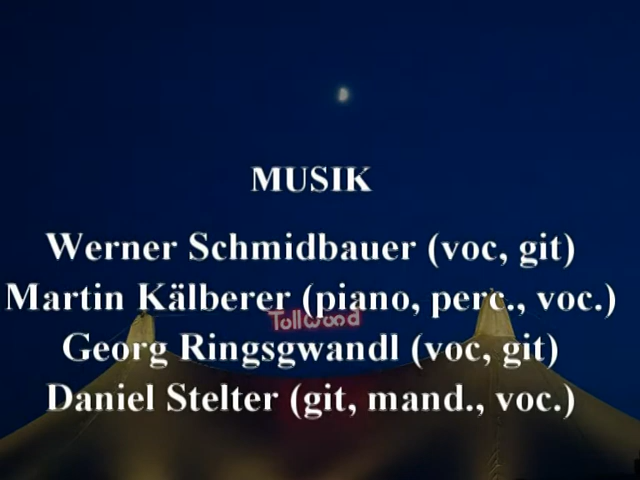 MUSIK
Werner Schmidbauer (voc, git)
Martin Kälberer (piano, perc., voc.)
Tollwood
Georg Ringsgwandl (voc, git)
Daniel Stelter (git, mand., voc.)